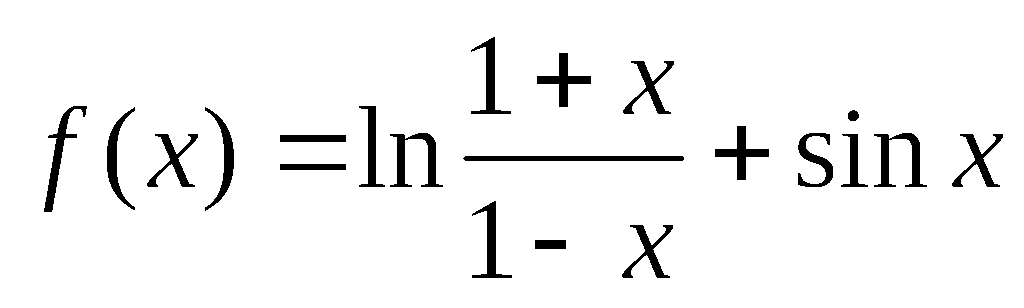 f(x) = ln (1 + x)/(1 - x) + sin x